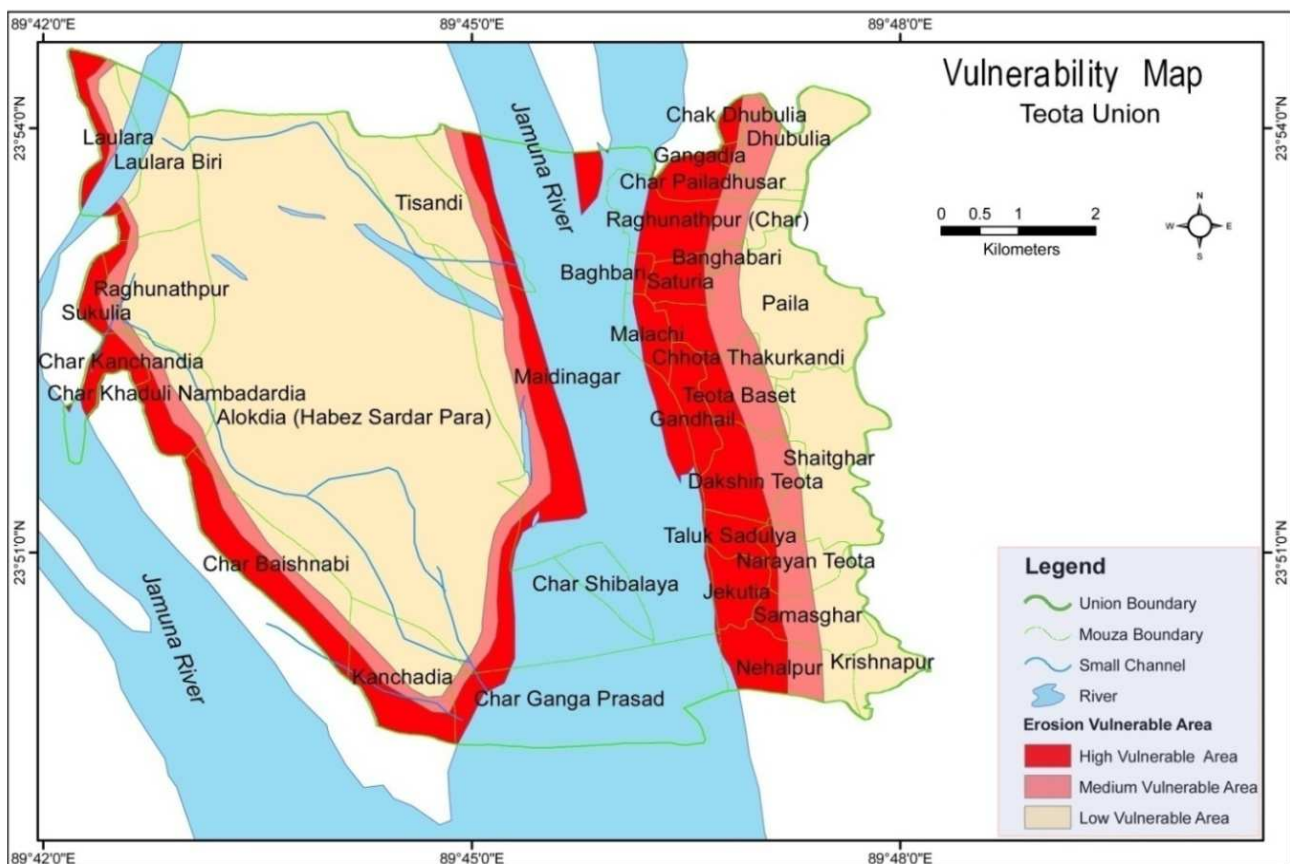 89°42'0"E
89°45'0"E
89°48'0"E
Vulnerability Map
Teota Union
23°54'0"N
23°54'0"N
0 0.5 1 2
Kilometers
N
W
E
S
Jamuna River
Chak Dhubulia
Dhubulia
Laulara
Laulara Biri
Gangadia
Char Pailadhusar
Tisandi
Raghunathpur (Char)
Banghabari
Baghbari
Saturia
Raghunathpur
Paila
Sukulia
Malachi
Char Kanchandia
Chhota Thakurkandi
Maidinagar
Char Khaduli Nambadardia
Teota Baset
Alokdia (Habez Sardar Para)
Gandhail
Shaitghar
Dakshin Teota
Taluk Sadulya
23°51'0"N
23°51'0"N
Char Baishnabi
Narayan Teota
Char Shibalaya
Jekutia
Samasghar
Jamuna River
Kanchadia
Nehalpur
Krishnapur
Char Ganga Prasad
Legend
Union Boundary
Mouza Boundary
Small Channel
River
Erosion Vulnerable Area
High Vulnerable Area
Medium Vulnerable Area
Low Vulnerable Area
89°42'0"E
89°45'0"E
89°48'0"E